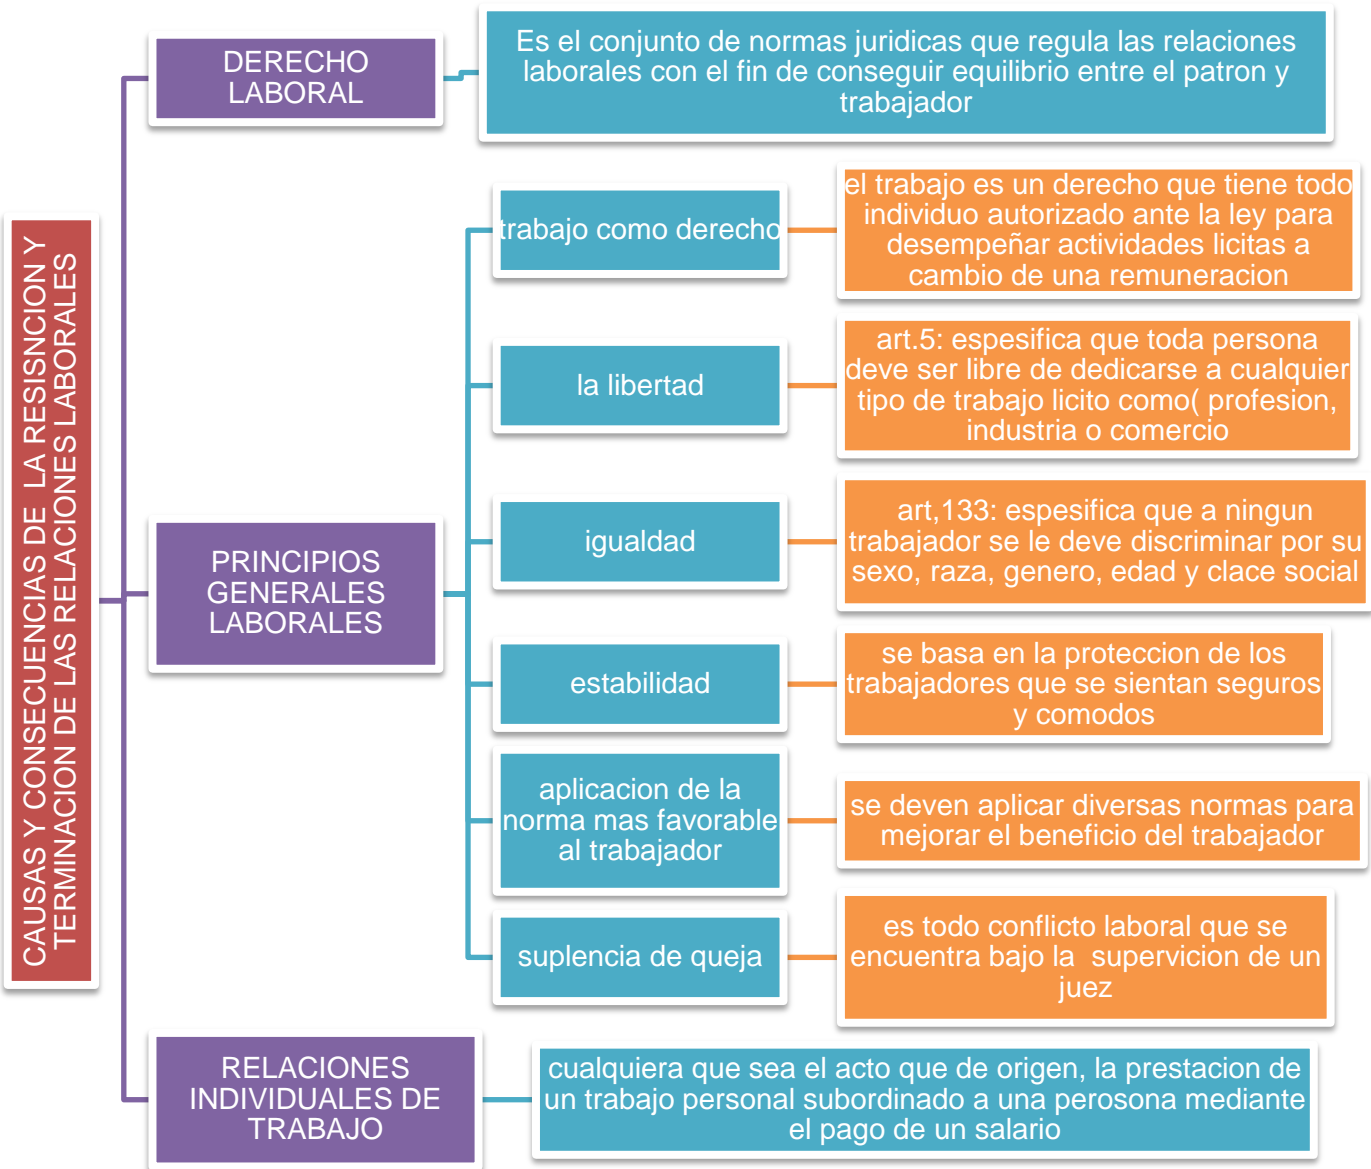 CAUSAS Y CONSECUENCIAS DE  LA RESISNCION Y
TERMINACION DE LAS RELACIONES LABORALES
DERECHO
LABORAL
Es el conjunto de normas juridicas que regula las relaciones
laborales con el fin de conseguir equilibrio entre el patron y
trabajador
PRINCIPIOS
GENERALES
LABORALES
trabajo como derecho
el trabajo es un derecho que tiene todo
individuo autorizado ante la ley para
desempeñar actividades licitas a
cambio de una remuneracion
la libertad
art.5: espesifica que toda persona
deve ser libre de dedicarse a cualquier
tipo de trabajo licito como( profesion,
industria o comercio
igualdad
art,133: espesifica que a ningun
trabajador se le deve discriminar por su
sexo, raza, genero, edad y clace social
estabilidad
se basa en la proteccion de los
trabajadores que se sientan seguros
y comodos
aplicacion de la
norma mas favorable
al trabajador
se deven aplicar diversas normas para
mejorar el beneficio del trabajador
suplencia de queja
es todo conflicto laboral que se
encuentra bajo la  supervicion de un
juez
RELACIONES
INDIVIDUALES DE
TRABAJO
cualquiera que sea el acto que de origen, la prestacion de
un trabajo personal subordinado a una perosona mediante
el pago de un salario